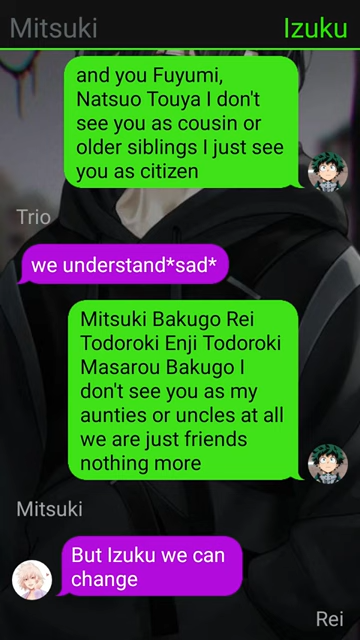 Mitsuki Izuku
and you Fuyumi,
Natsuo Touya I don't
see you as cousin or
older siblings I just see
you as citizen
Trio
we understand*sad*
Mitsuki Bakugo Rei
Todoroki Enji Todoroki
Masarou Bakugo I
don't see you as my
aunties or uncles at all
we are just friends
nothing more
Mitsuki
But Izuku we can
change
Rei